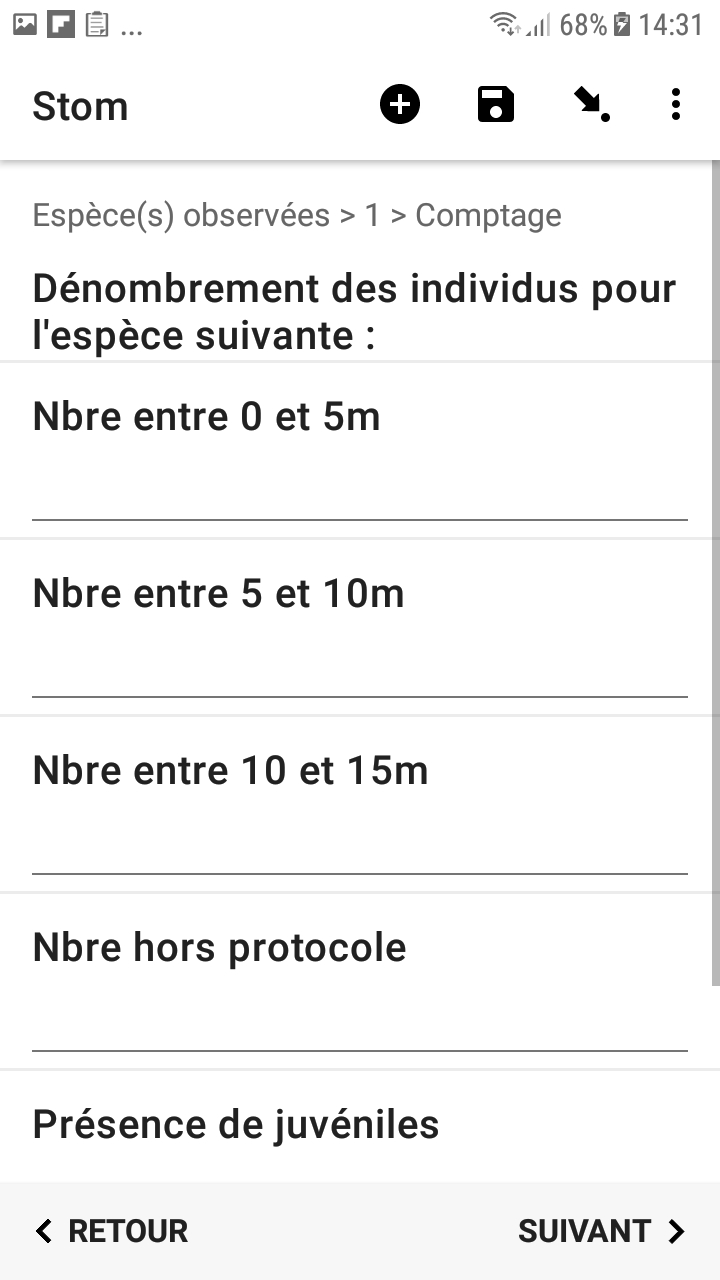 ... 68% 14:31
Stom
Espèce(s) observées > 1 > Comptage
Dénombrement des individus pour
l'espèce suivante :
Nbre entre 0 et 5m
Nbre entre 5 et 10m
Nbre entre 10 et 15m
Nbre hors protocole
Présence de juvéniles
RETOUR SUIVANT